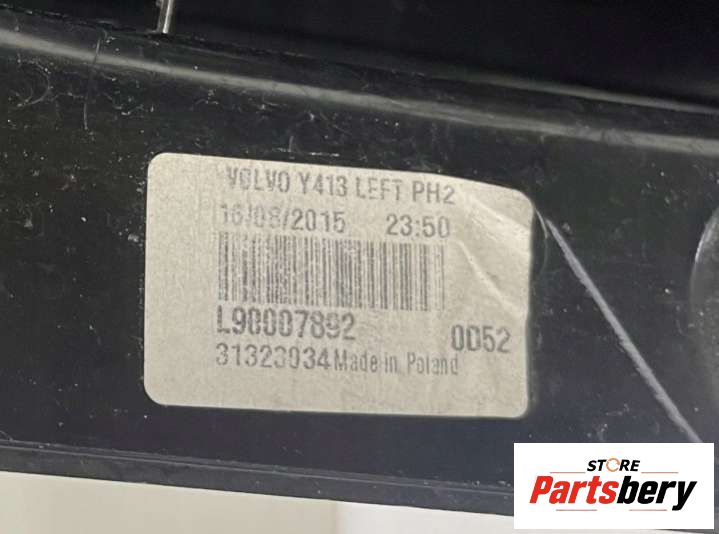 VOLVO Y413 LEFT PH2
16/08/2015 23:50
L90007892 0D52
31323034 Made in Poland
STORE
Partsbery